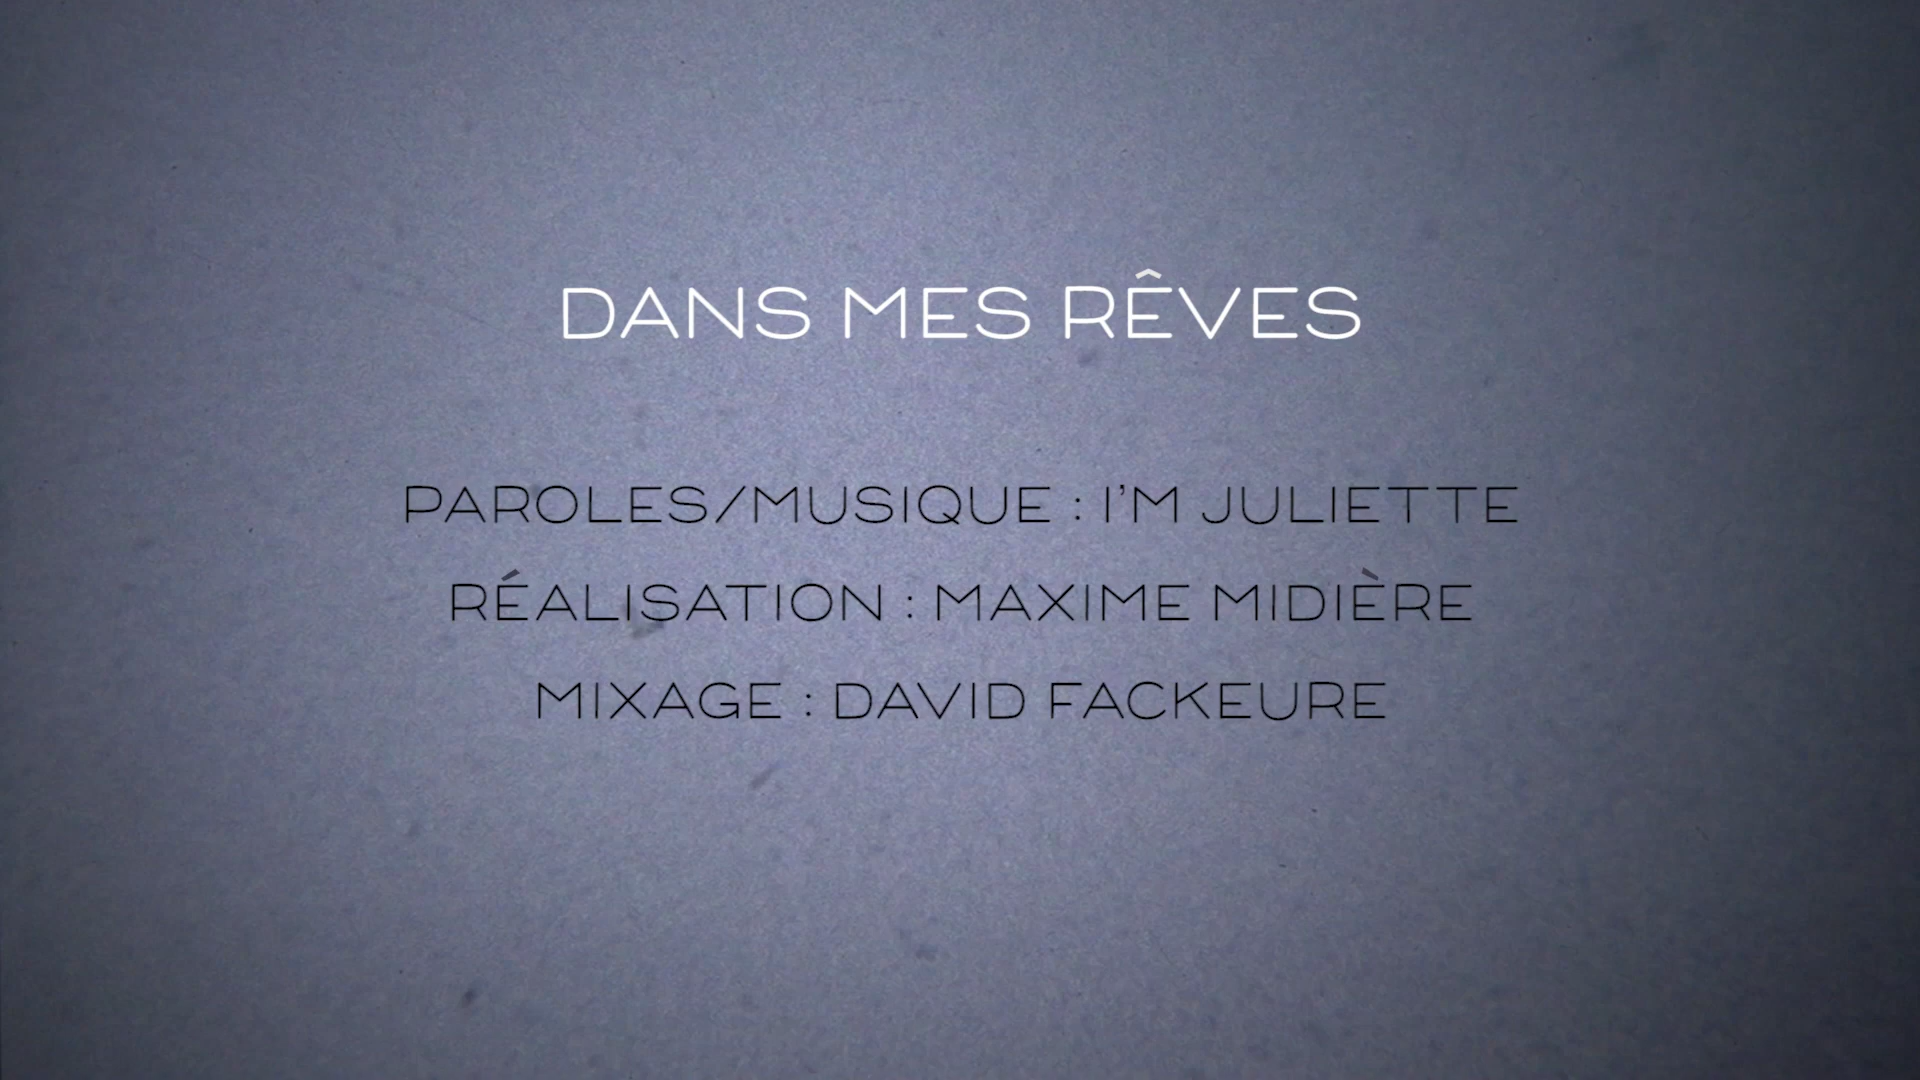 DANS MES RÊVES
PAROLES/MUSIQUE : I'M JULIETTE
RÉALISATION : MAXIME MIDIÈRE
MIXAGE : DAVID FACKEURE